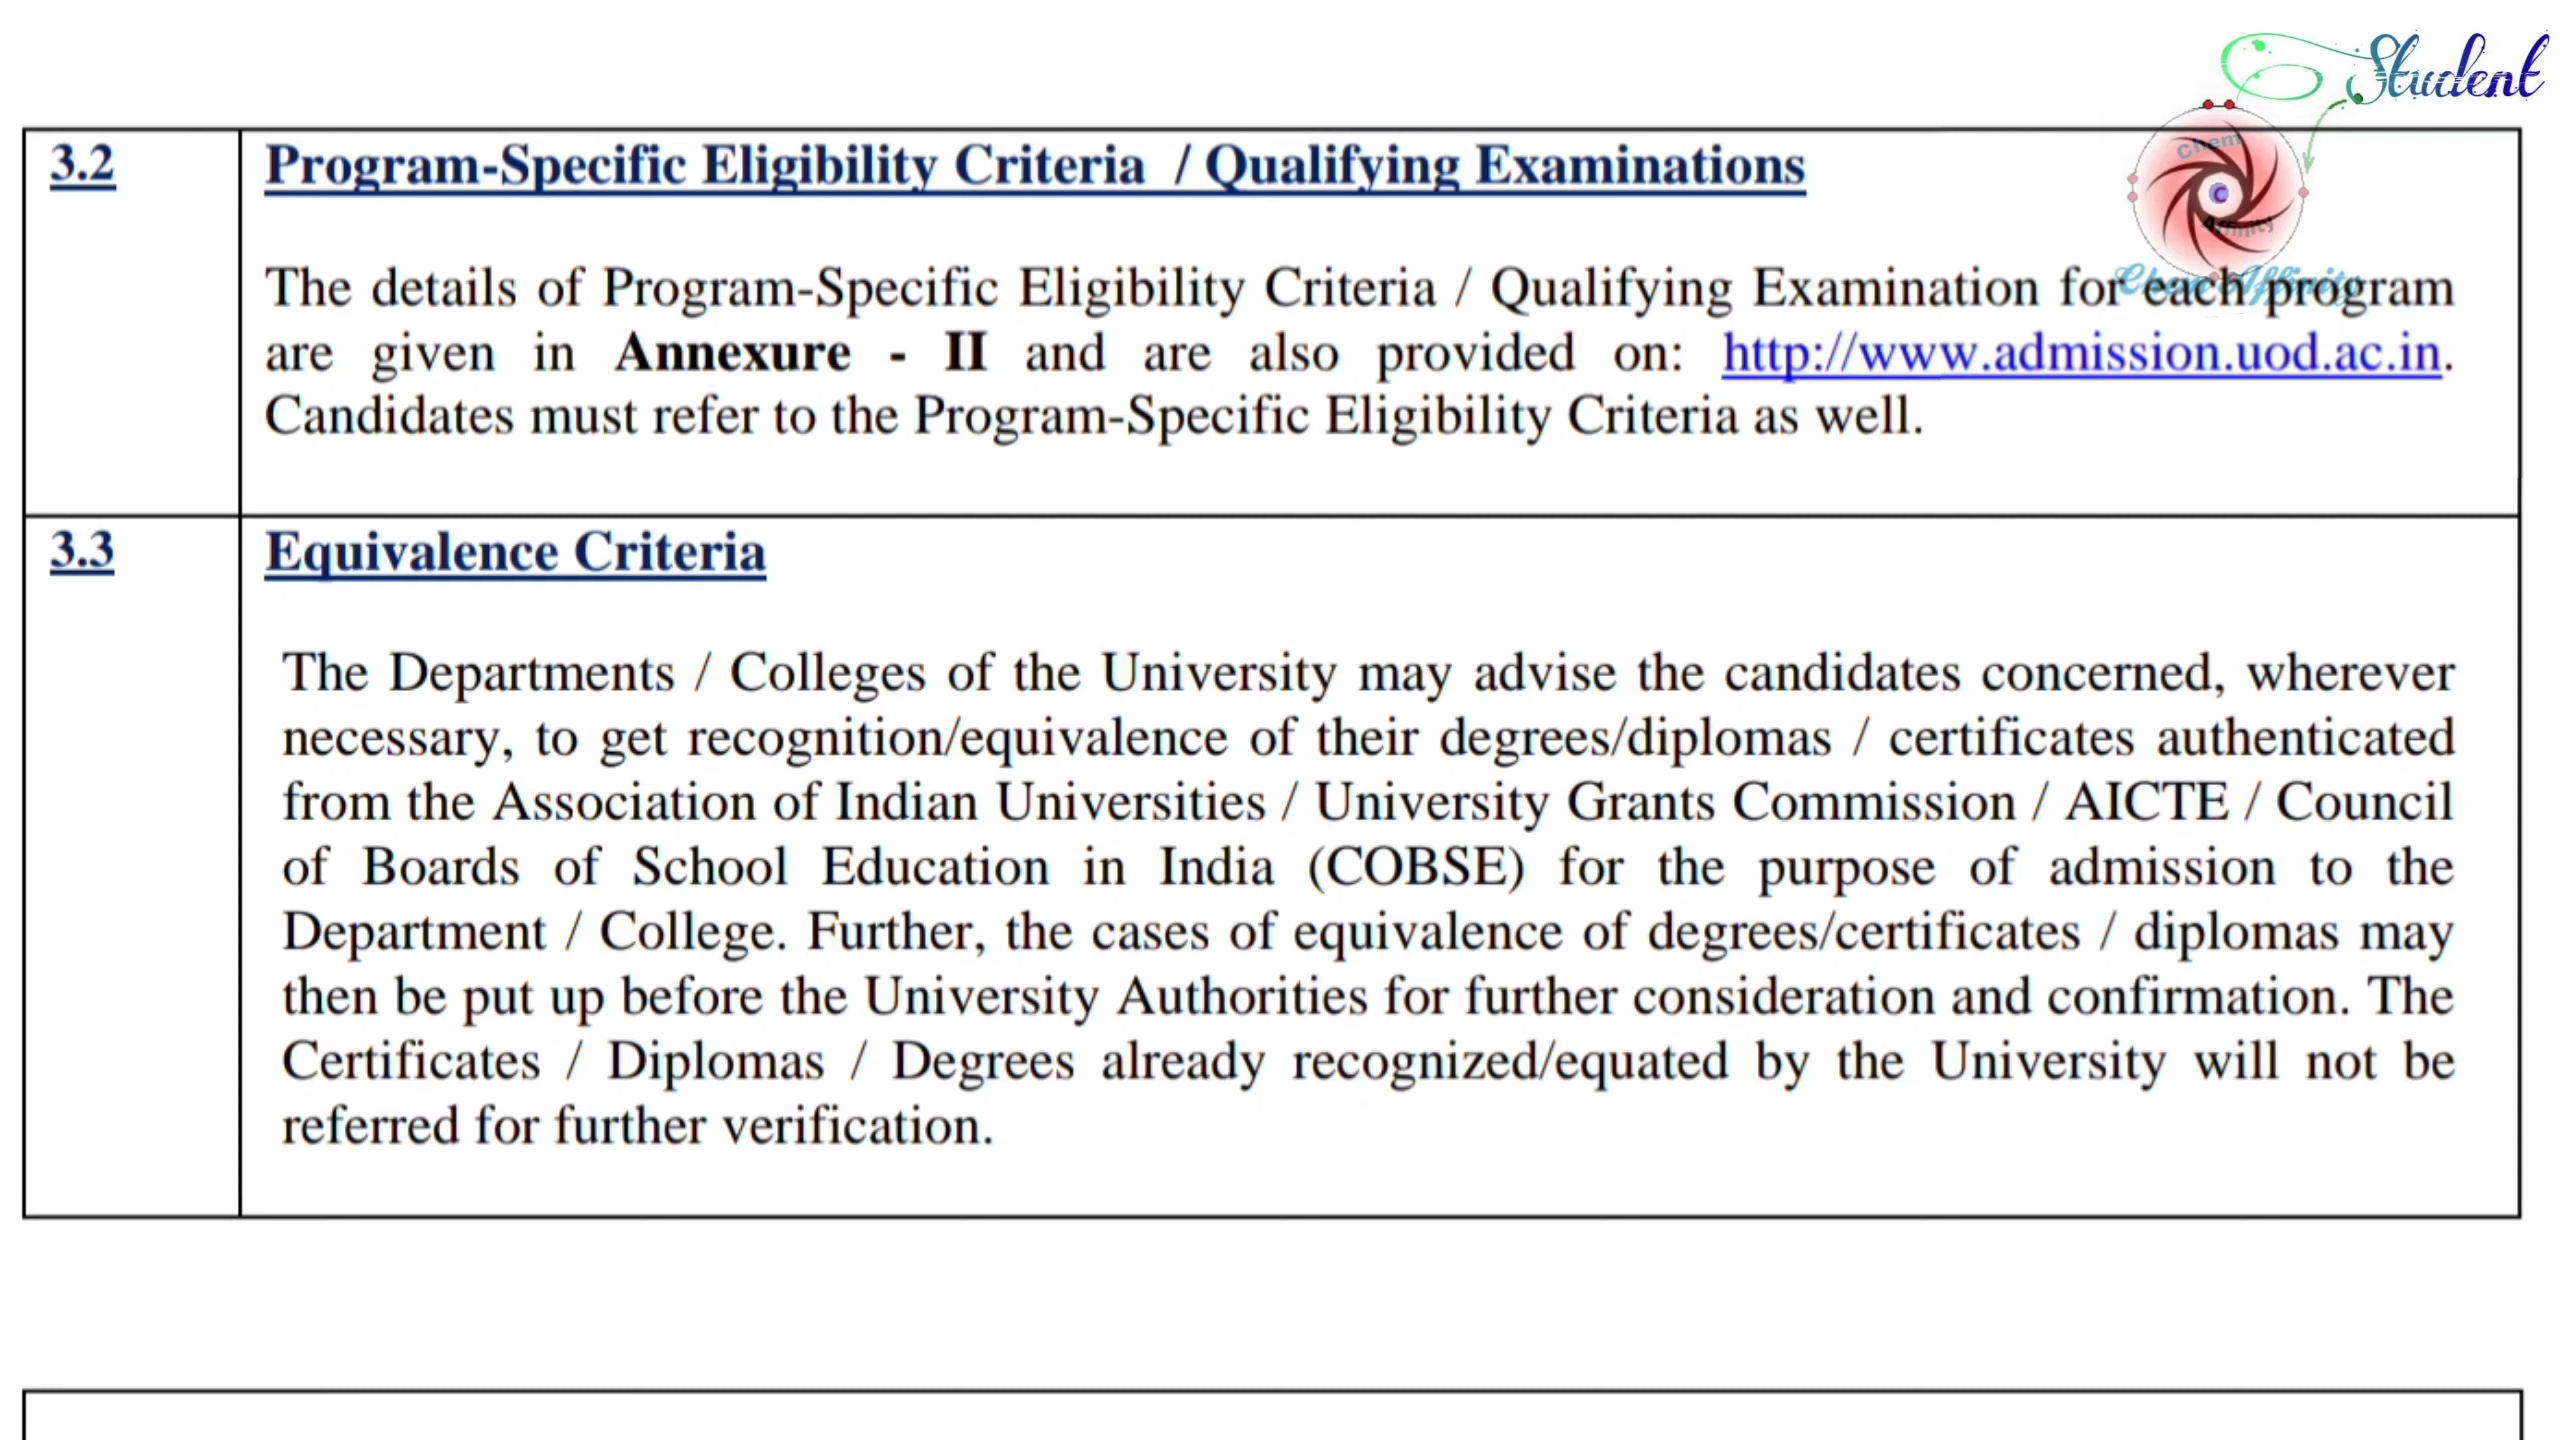 Student
Chem
C
Affinity
Chem Affinity
3.2
Program-Specific Eligibility Criteria / Qualifying Examinations
The details of Program-Specific Eligibility Criteria / Qualifying Examination for each program
are given in Annexure - II and are also provided on: http://www.admission.uod.ac.in.
Candidates must refer to the Program-Specific Eligibility Criteria as well.
3.3
Equivalence Criteria
The Departments / Colleges of the University may advise the candidates concerned, wherever
necessary, to get recognition/equivalence of their degrees/diplomas / certificates authenticated
from the Association of Indian Universities / University Grants Commission / AICTE / Council
of Boards of School Education in India (COBSE) for the purpose of admission to the
Department / College. Further, the cases of equivalence of degrees/certificates / diplomas may
then be put up before the University Authorities for further consideration and confirmation. The
Certificates / Diplomas / Degrees already recognized/equated by the University will not be
referred for further verification.